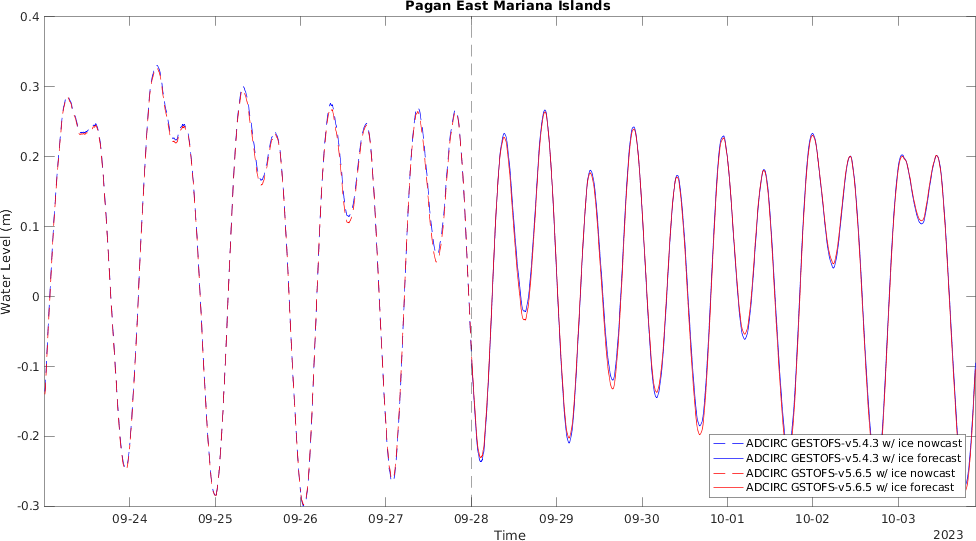 Pagan East Mariana Islands
0.4
0.3
0.2
0.1
0
-0.1
-0.2
-0.3
Water Level (m)
ADCIRC GESTOFS-v5.4.3 w/ ice nowcast
ADCIRC GESTOFS-v5.4.3 w/ ice forecast
ADCIRC GSTOFS-v5.6.5 w/ ice nowcast
ADCIRC GSTOFS-v5.6.5 w/ ice forecast
09-24 09-25 09-26 09-27 09-28 09-29 09-30 10-01 10-02 10-03
Time
2023